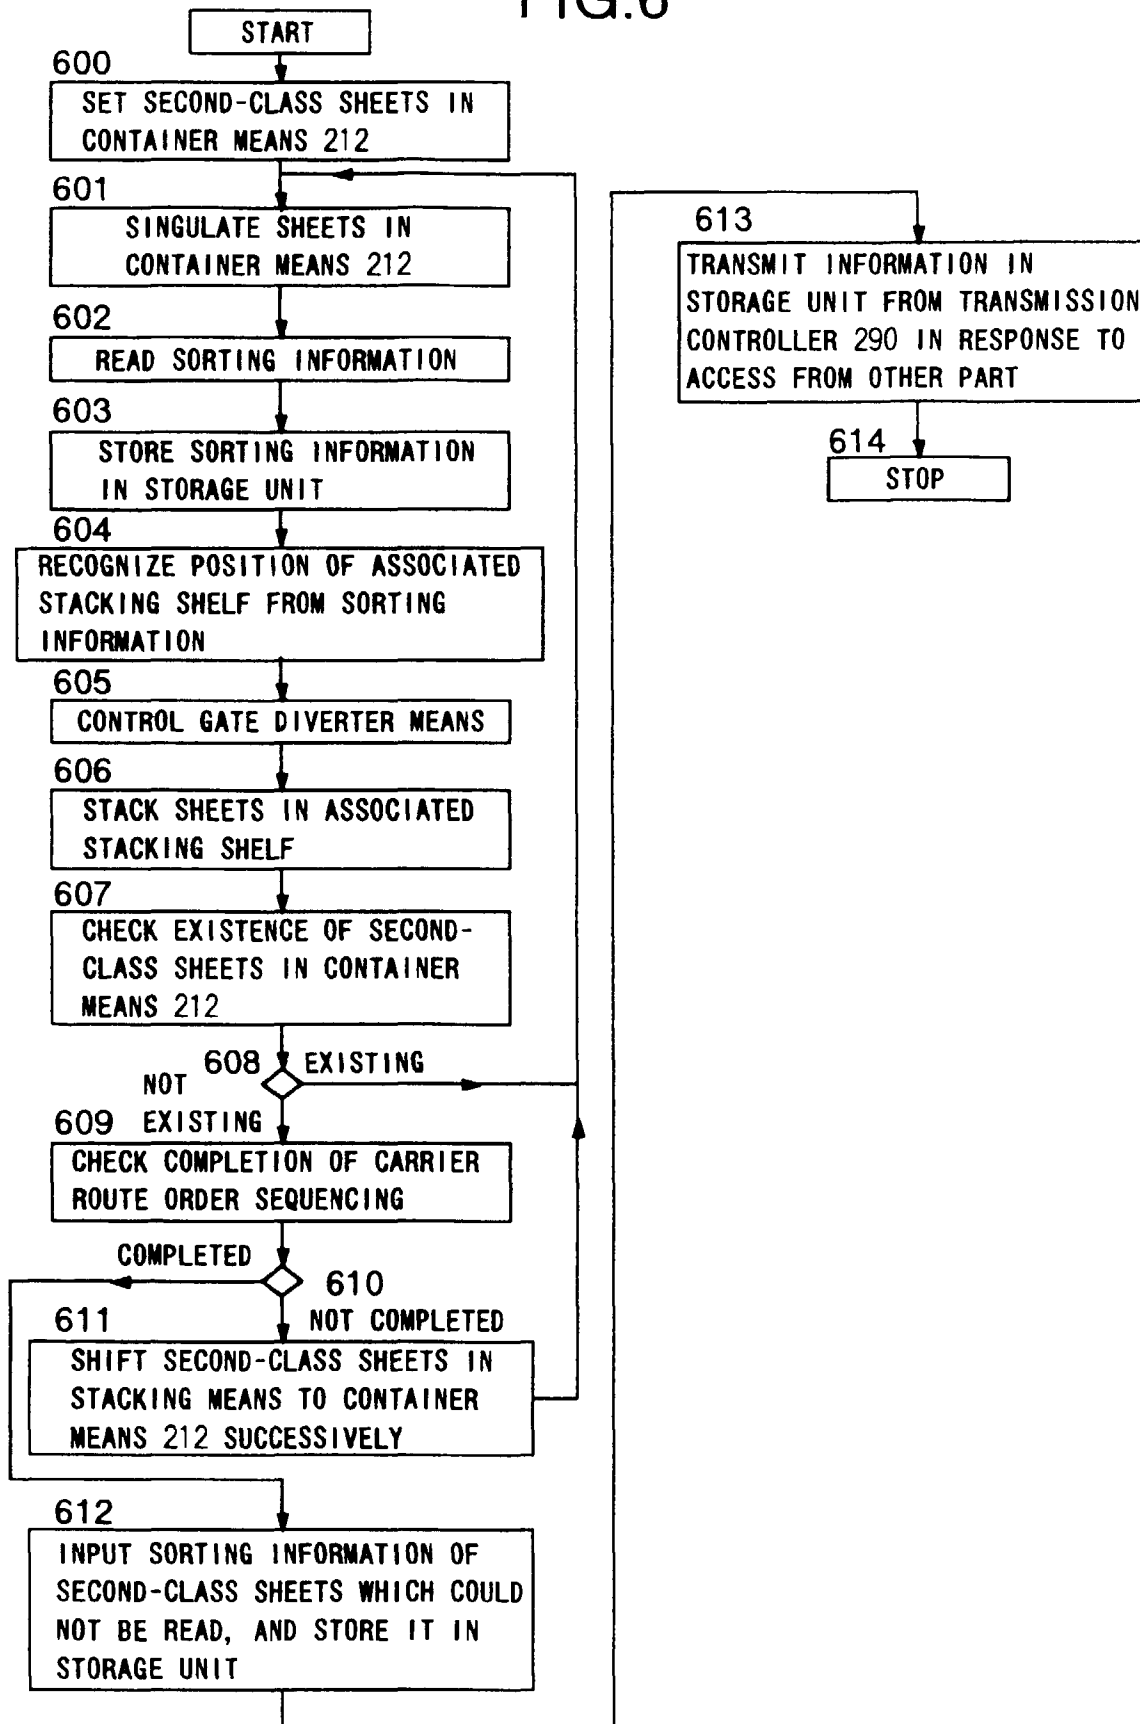 FIG.6
START
600
SET SECOND-CLASS SHEETS IN
CONTAINER MEANS 212
601
SINGULATE SHEETS IN
CONTAINER MEANS 212
602
READ SORTING INFORMATION
603
STORE SORTING INFORMATION
IN STORAGE UNIT
604
RECOGNIZE POSITION OF ASSOCIATED
STACKING SHELF FROM SORTING
INFORMATION
605
CONTROL GATE DIVERTER MEANS
606
STACK SHEETS IN ASSOCIATED
STACKING SHELF
607
CHECK EXISTENCE OF SECOND-
CLASS SHEETS IN CONTAINER
MEANS 212
608 EXISTING
NOT
EXISTING
609
CHECK COMPLETION OF CARRIER
ROUTE ORDER SEQUENCING
COMPLETED
610
NOT COMPLETED
611
SHIFT SECOND-CLASS SHEETS IN
STACKING MEANS TO CONTAINER
MEANS 212 SUCCESSIVELY
612
INPUT SORTING INFORMATION OF
SECOND-CLASS SHEETS WHICH COULD
NOT BE READ, AND STORE IT IN
STORAGE UNIT
613
TRANSMIT INFORMATION IN
STORAGE UNIT FROM TRANSMISSION
CONTROLLER 290 IN RESPONSE TO
ACCESS FROM OTHER PART
614
STOP